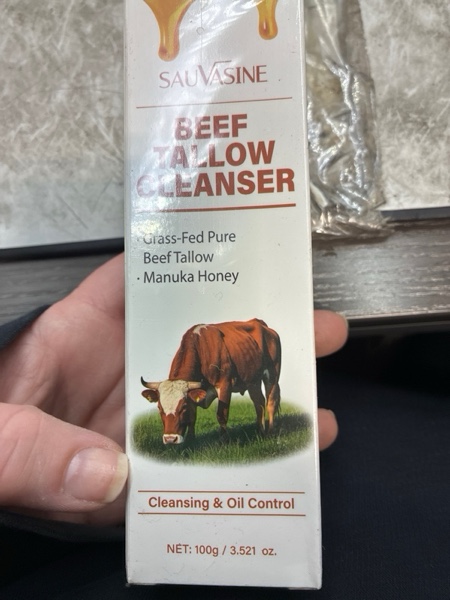 SAUVASINE
BEEF
TALLOW
CLEANSER
· Grass-Fed Pure
Beef Tallow
· Manuka Honey
Cleansing & Oil Control
NET: 100g / 3.521 oz.